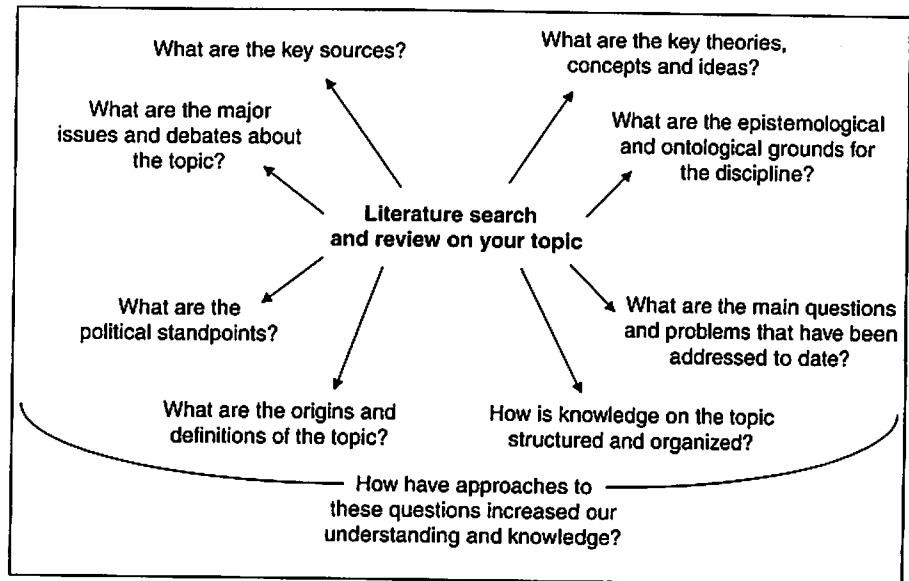 What are the key sources?
What are the key theories,
concepts and ideas?
What are the major
issues and debates about
the topic?
What are the epistemological
and ontological grounds for
the discipline?
Literature search
and review on your topic
What are the
political standpoints?
What are the main questions
and problems that have been
addressed to date?
What are the origins and
definitions of the topic?
How is knowledge on the topic
structured and organized?
How have approaches to
these questions increased our
understanding and knowledge?